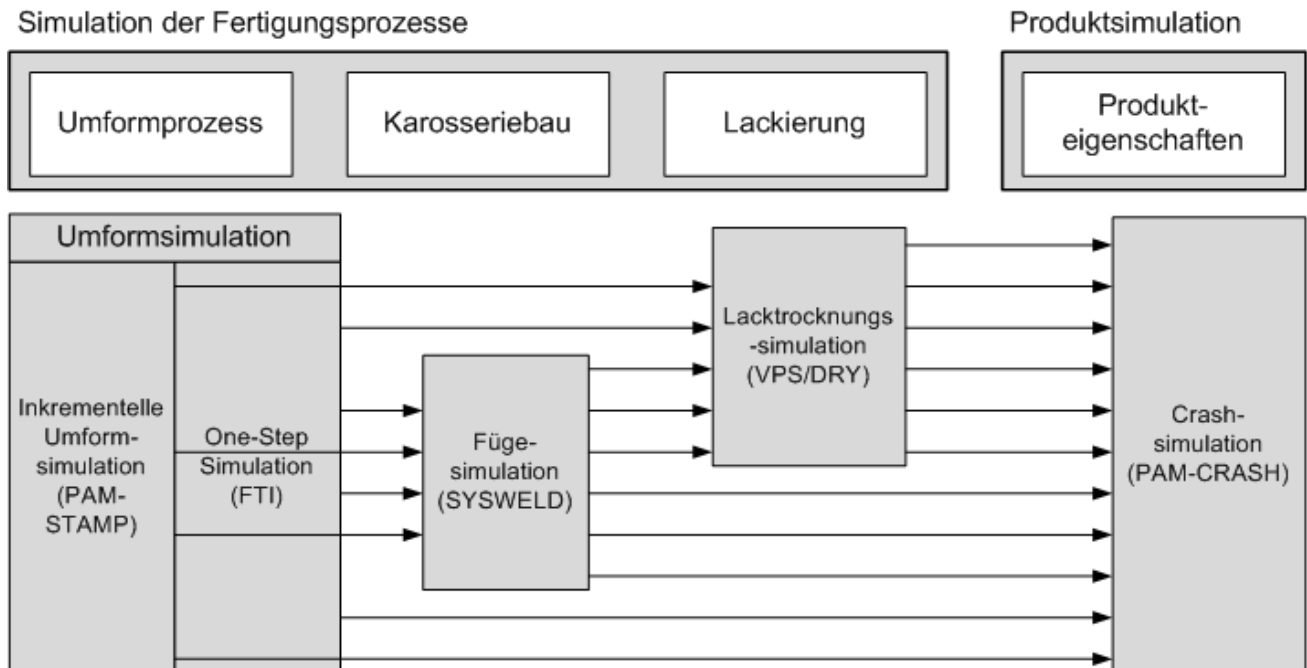 Simulation der Fertigungsprozesse
Produktsimulation
Umformprozess
Karosseriebau
Lackierung
Produkt-
eigenschaften
Umformsimulation
Inkrementelle
Umform-
simulation
(PAM-
STAMP)
One-Step
Simulation
(FTI)
Füge-
simulation
(SYSWELD)
Lacktrocknungs
-simulation
(VPS/DRY)
Crash-
simulation
(PAM-CRASH)